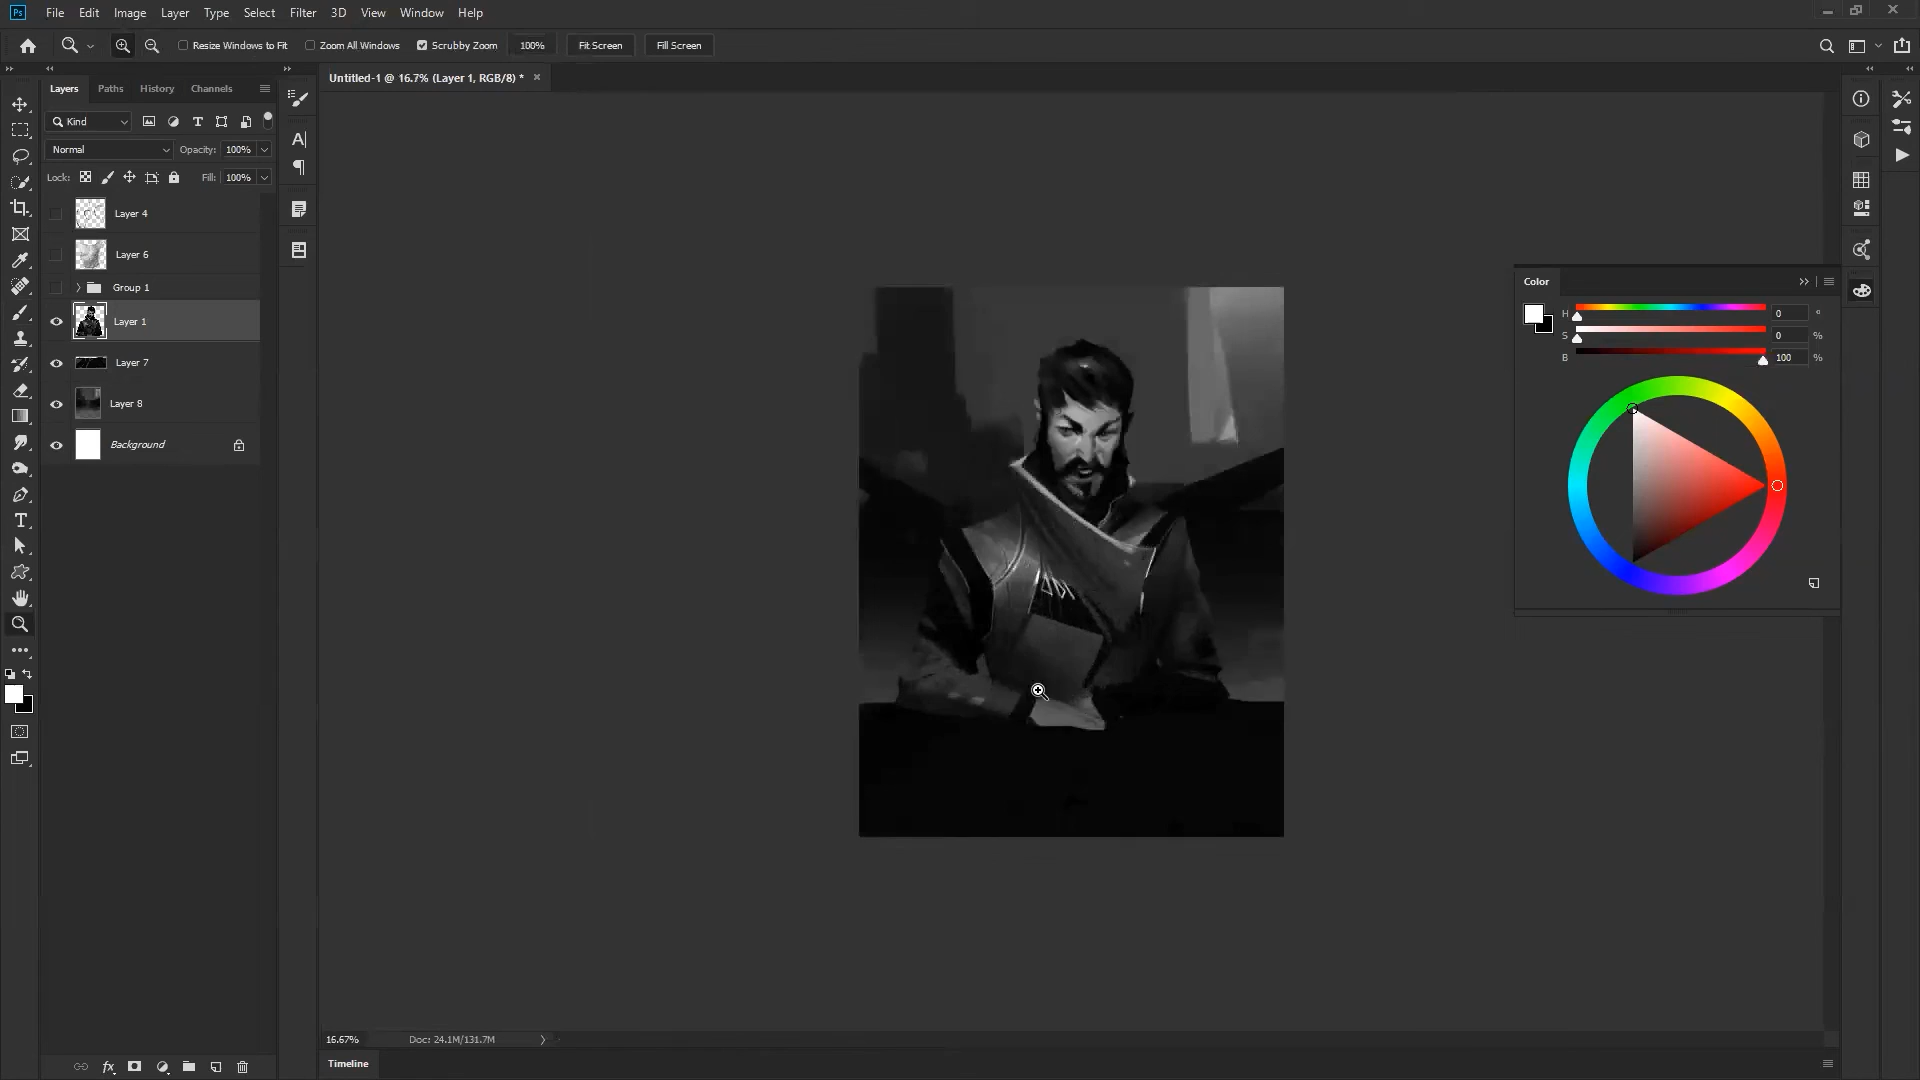 Ps File Edit Image Layer Type Select Filter 3D View Window Help
Resize Windows to Fit Zoom All Windows Scrubby Zoom 100% Fit Screen Fill Screen
Untitled-1 @ 16.7% (Layer 1, RGB/8) *
Layers Paths History Channels
Kind
Normal Opacity: 100%
Lock: Fill: 100%
Layer 4
Layer 6
Group 1
Layer 1
Layer 7
Layer 8
Background
Color
H 0 °
S 0 %
B 100 %
16.67% Doc: 24.1M/131.7M
Timeline